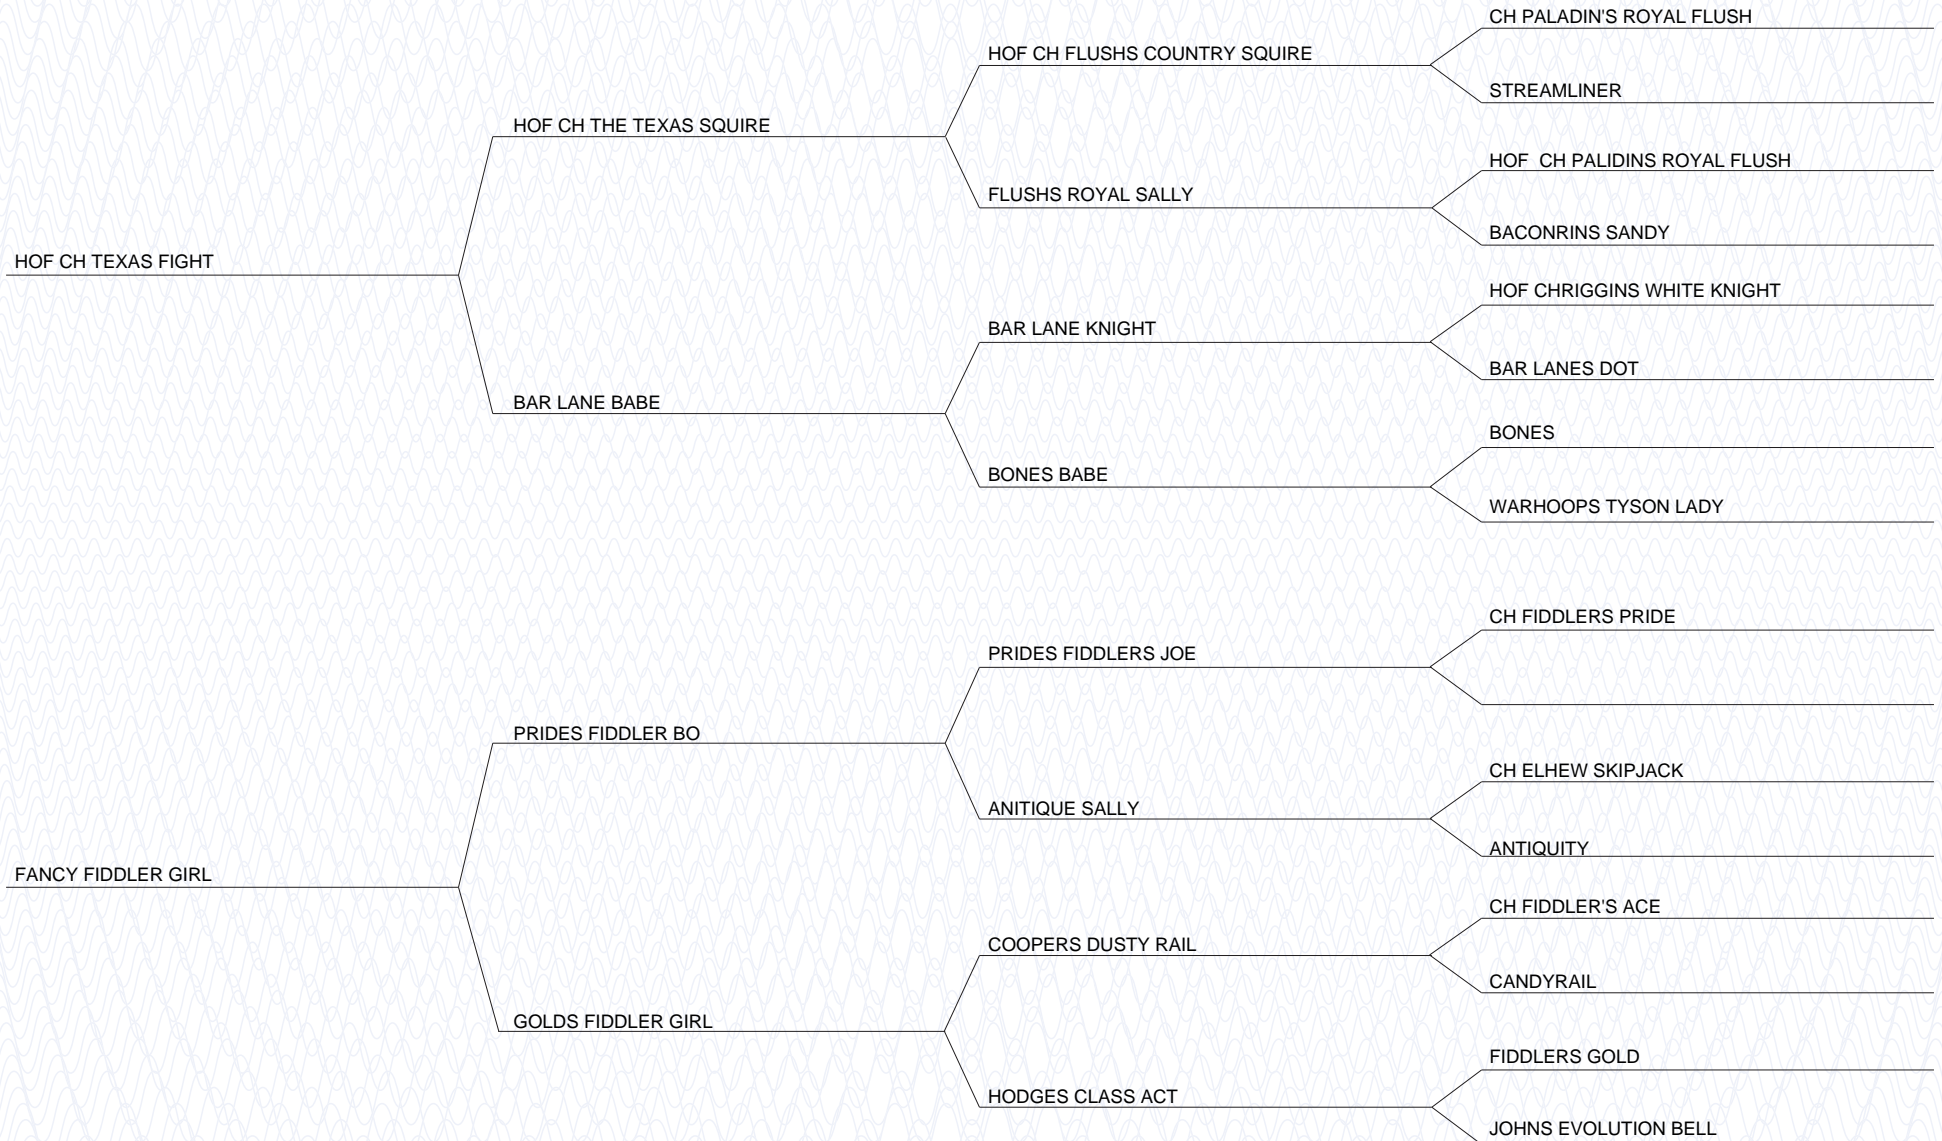 CH PALADIN'S ROYAL FLUSH
HOF CH FLUSHS COUNTRY SQUIRE
STREAMLINER
HOF CH THE TEXAS SQUIRE
HOF  CH PALIDINS ROYAL FLUSH
FLUSHS ROYAL SALLY
BACONRINS SANDY
HOF CH TEXAS FIGHT
HOF CHRIGGINS WHITE KNIGHT
BAR LANE KNIGHT
BAR LANES DOT
BAR LANE BABE
BONES
BONES BABE
WARHOOPS TYSON LADY
CH FIDDLERS PRIDE
PRIDES FIDDLERS JOE
PRIDES FIDDLER BO
CH ELHEW SKIPJACK
ANITIQUE SALLY
ANTIQUITY
FANCY FIDDLER GIRL
CH FIDDLER'S ACE
COOPERS DUSTY RAIL
CANDYRAIL
GOLDS FIDDLER GIRL
FIDDLERS GOLD
HODGES CLASS ACT
JOHNS EVOLUTION BELL